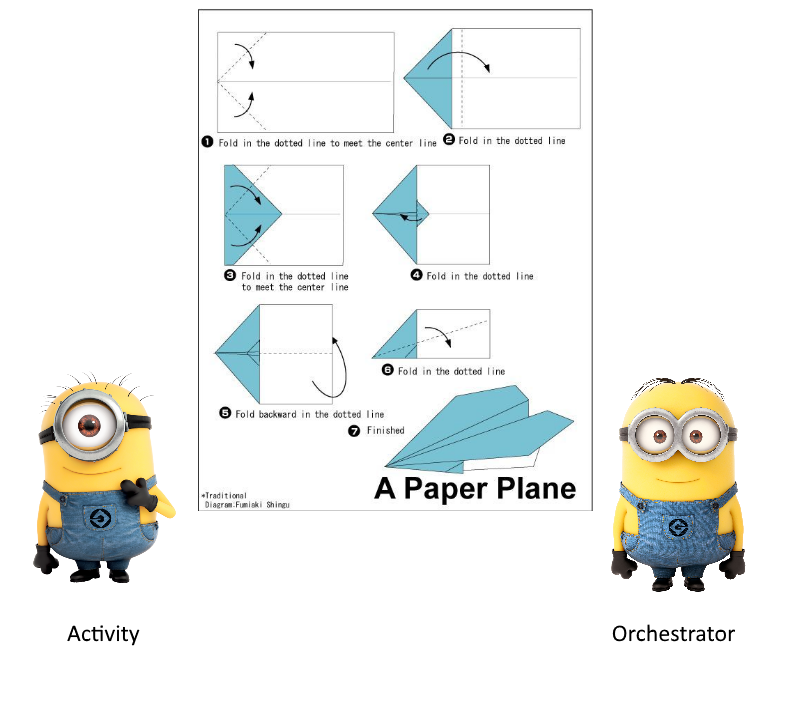 ❶ Fold in the dotted line to meet the center line
❷ Fold in the dotted line
❸ Fold in the dotted line
to meet the center line
❹ Fold in the dotted line
❺ Fold backward in the dotted line
❻ Fold in the dotted line
❼ Finished
A Paper Plane
*Traditional
Diagram:Fumiaki Shingu
Activity
Orchestrator